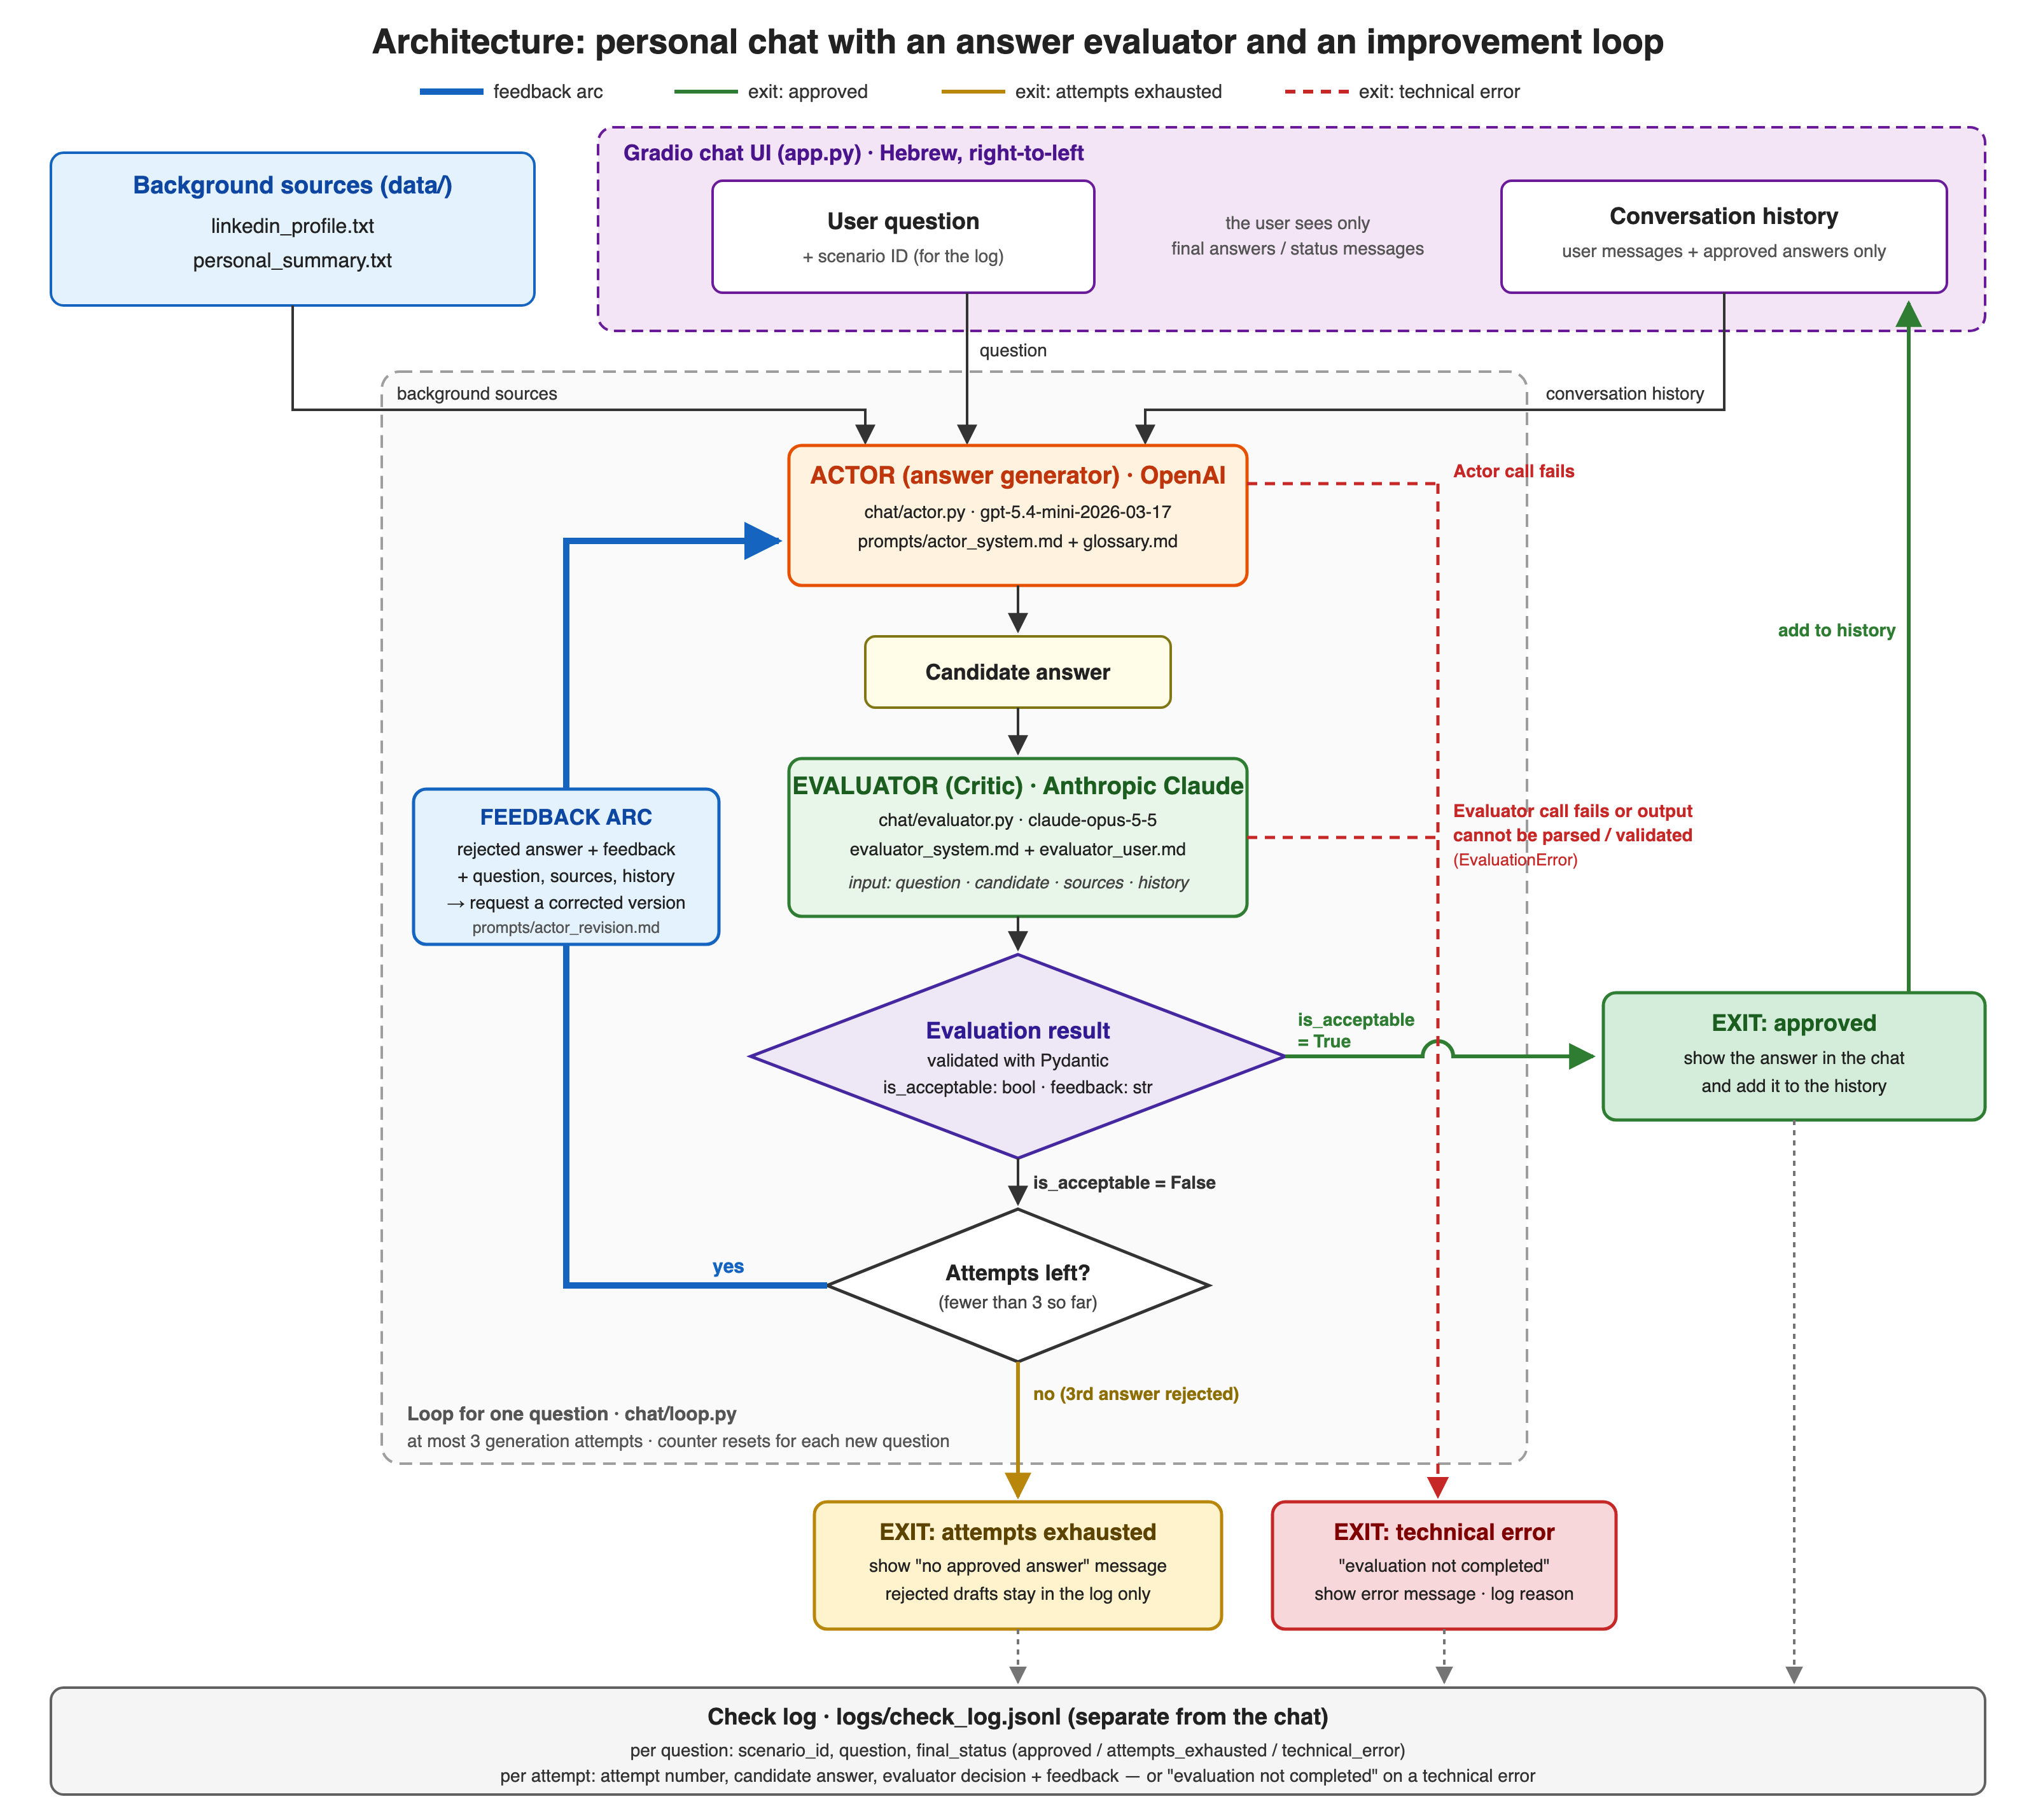 Architecture: personal chat with an answer evaluator and an improvement loop
feedback arc
exit: approved
exit: attempts exhausted
exit: technical error
Background sources (data/)
linkedin_profile.txt
personal_summary.txt
Gradio chat UI (app.py) · Hebrew, right-to-left
User question
+ scenario ID (for the log)
the user sees only
final answers / status messages
Conversation history
user messages + approved answers only
question
background sources
conversation history
ACTOR (answer generator) · OpenAI
chat/actor.py · gpt-5.4-mini-2026-03-17
prompts/actor_system.md + glossary.md
Actor call fails
Candidate answer
add to history
EVALUATOR (Critic) · Anthropic Claude
chat/evaluator.py · claude-opus-5-5
evaluator_system.md + evaluator_user.md
input: question · candidate · sources · history
Evaluator call fails or output
cannot be parsed / validated
(EvaluationError)
FEEDBACK ARC
rejected answer + feedback
+ question, sources, history
→ request a corrected version
prompts/actor_revision.md
Evaluation result
validated with Pydantic
is_acceptable: bool · feedback: str
is_acceptable
= True
EXIT: approved
show the answer in the chat
and add it to the history
is_acceptable = False
Attempts left?
(fewer than 3 so far)
yes
no (3rd answer rejected)
Loop for one question · chat/loop.py
at most 3 generation attempts · counter resets for each new question
EXIT: attempts exhausted
show "no approved answer" message
rejected drafts stay in the log only
EXIT: technical error
"evaluation not completed"
show error message · log reason
Check log · logs/check_log.jsonl (separate from the chat)
per question: scenario_id, question, final_status (approved / attempts_exhausted / technical_error)
per attempt: attempt number, candidate answer, evaluator decision + feedback — or "evaluation not completed" on a technical error